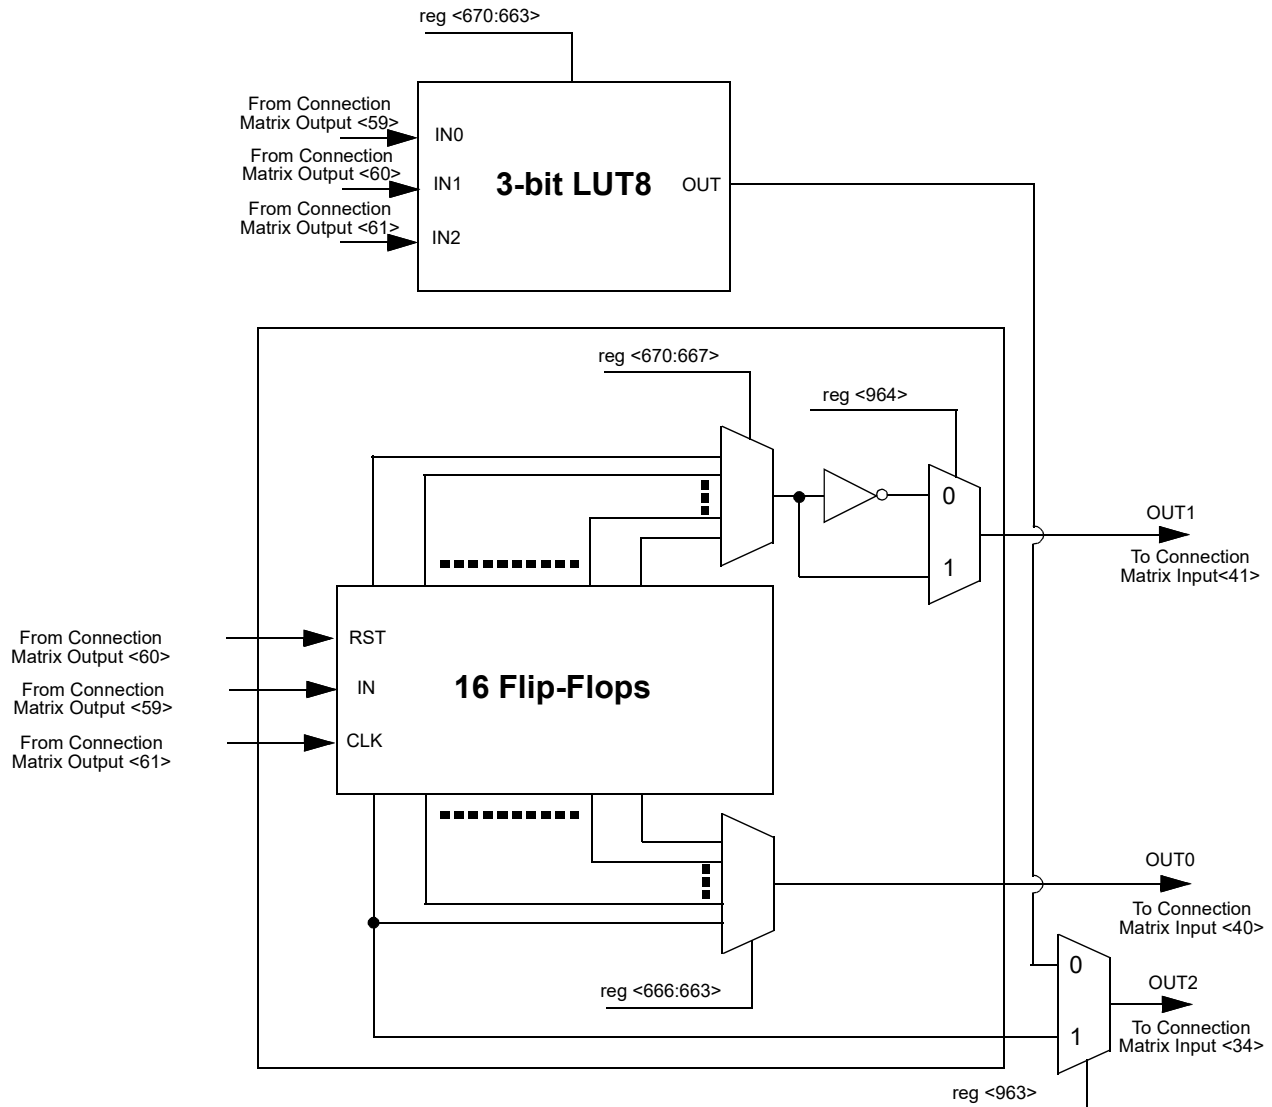 reg <670:663>
From Connection
Matrix Output <59>
IN0
From Connection
Matrix Output <60>
IN1
3-bit LUT8
OUT
From Connection
Matrix Output <61>
IN2
reg <670:667>
reg <964>
0
OUT1
To Connection
Matrix Input<41>
1
From Connection
Matrix Output <60>
RST
From Connection
Matrix Output <59>
IN
16 Flip-Flops
From Connection
Matrix Output <61>
CLK
OUT0
To Connection
Matrix Input <40>
0
reg <666:663>
OUT2
To Connection
Matrix Input <34>
1
reg <963>